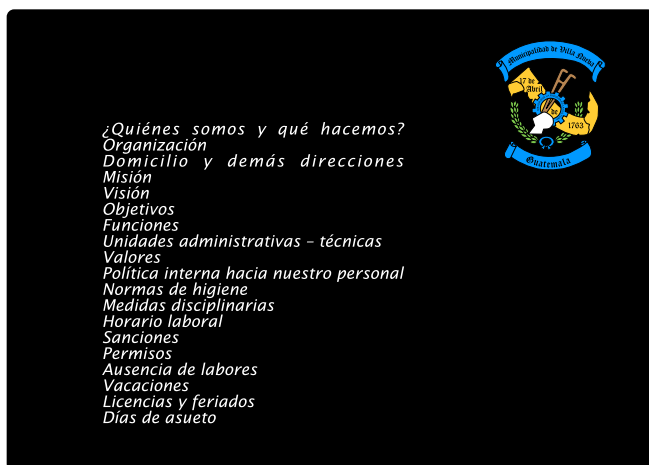 Municipalidad de Villa Nueva
17 de
Abril
de
1763
Guatemala
¿Quiénes somos y qué hacemos?
Organización
Domicilio y demás direcciones
Misión
Visión
Objetivos
Funciones
Unidades administrativas – técnicas
Valores
Política interna hacia nuestro personal
Normas de higiene
Medidas disciplinarias
Horario laboral
Sanciones
Permisos
Ausencia de labores
Vacaciones
Licencias y feriados
Días de asueto